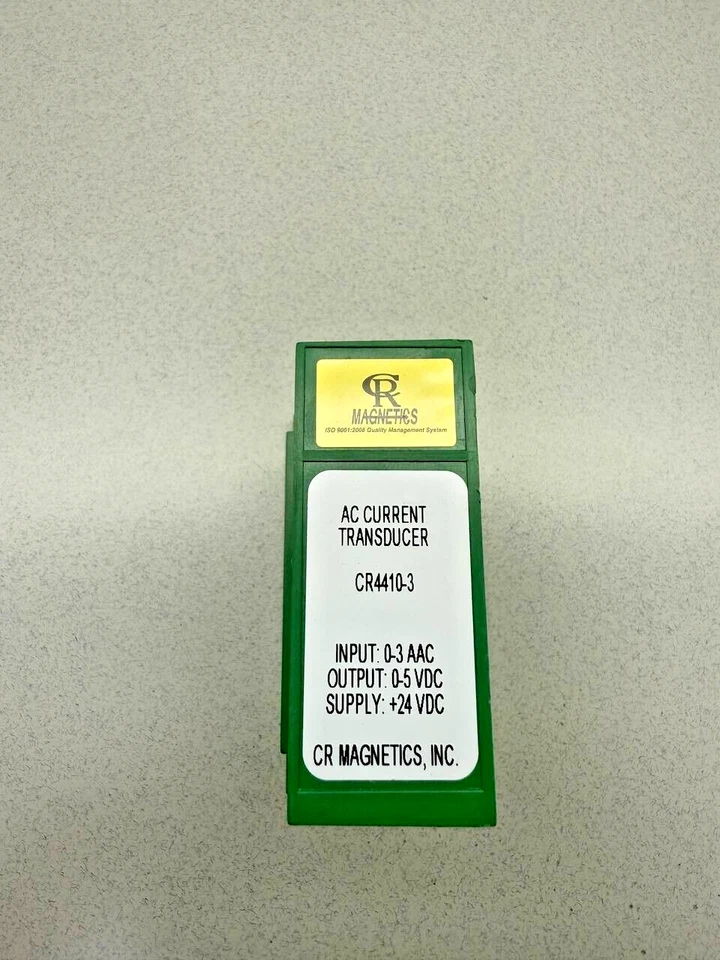 CR
MAGNETICS
ISO 9001:2008 Quality Management System
AC CURRENT
TRANSDUCER
CR4410-3
INPUT: 0-3 AAC
OUTPUT: 0-5 VDC
SUPPLY: +24 VDC
CR MAGNETICS, INC.